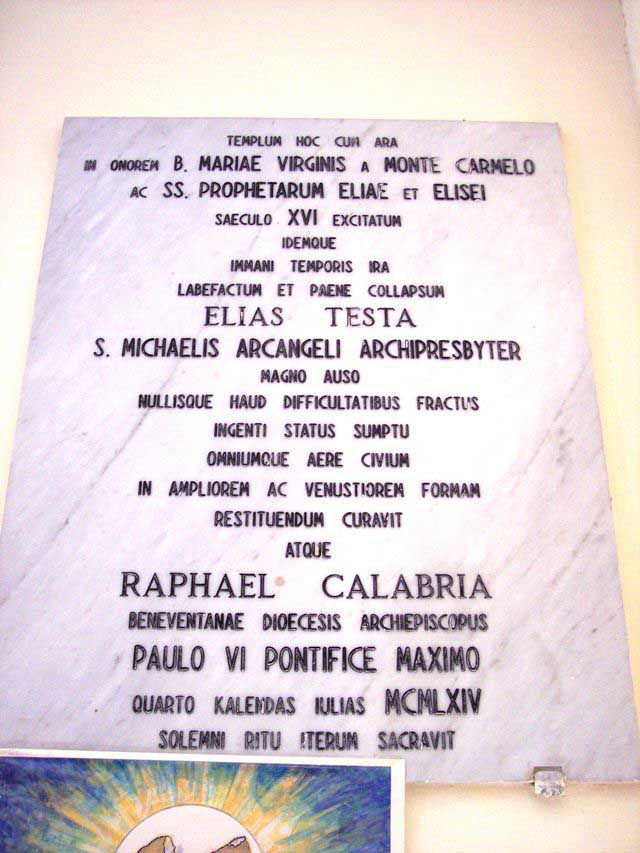 TEMPLUM HOC CUM ARA
IN ONOREM B. MARIAE VIRGINIS A MONTE CARMELO
AC SS. PROPHETARUM ELIAE ET ELISEI
SAECULO XVI EXCITATUM
IDEMQUE
IMMANI TEMPORIS IRA
LABEFACTUM ET PAENE COLLAPSUM
ELIAS TESTA
S. MICHAELIS ARCANGELI ARCHIPRESBYTER
MAGNO AUSO
NULLISQUE HAUD DIFFICULTATIBUS FRACTUS
INGENTI STATUS SUMPTU
OMNIUMQUE AERE CIVIUM
IN AMPLIOREM AC VENUSTIOREM FORMAM
RESTITUENDUM CURAVIT
ATQUE
RAPHAEL CALABRIA
BENEVENTANAE DIOECESIS ARCHIEPISCOPUS
PAULO VI PONTIFICE MAXIMO
QUARTO KALENDAS IULIAS MCMLXIV
SOLEMNI RITU ITERUM SACRAVIT